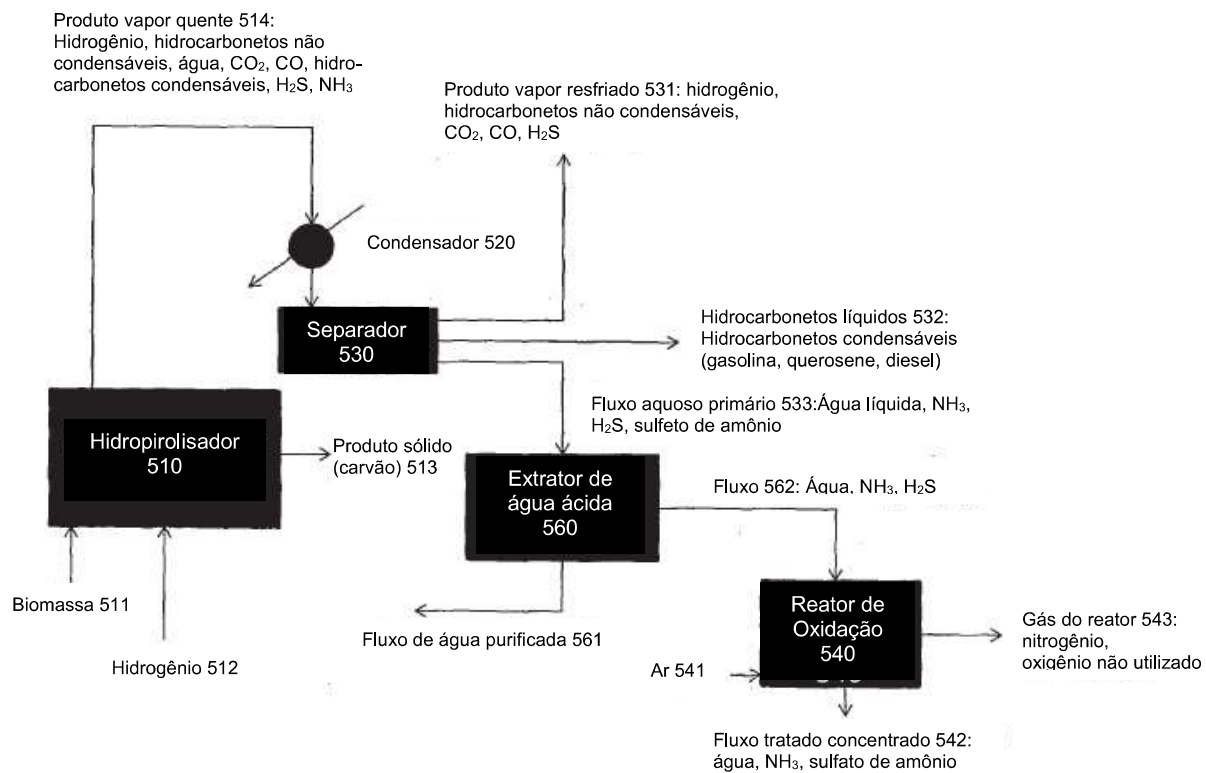 Produto vapor quente 514:
Hidrogênio, hidrocarbonetos não
condensáveis, água, CO₂, CO, hidro-
carbonetos condensáveis, H₂S, NH₃
Produto vapor resfriado 531: hidrogênio,
hidrocarbonetos não condensáveis,
CO₂, CO, H₂S
Condensador 520
Separador
530
Hidrocarbonetos líquidos 532:
Hidrocarbonetos condensáveis
(gasolina, querosene, diesel)
Fluxo aquoso primário 533:Água líquida, NH₃,
H₂S, sulfeto de amônio
Hidropirolisador
510
Produto sólido
(carvão) 513
Extrator de
água ácida
560
Fluxo 562: Água, NH₃, H₂S
Biomassa 511
Hidrogênio 512
Fluxo de água purificada 561
Reator de
Oxidação
540
Ar 541
Gás do reator 543:
nitrogênio,
oxigênio não utilizado
Fluxo tratado concentrado 542:
água, NH₃, sulfato de amônio